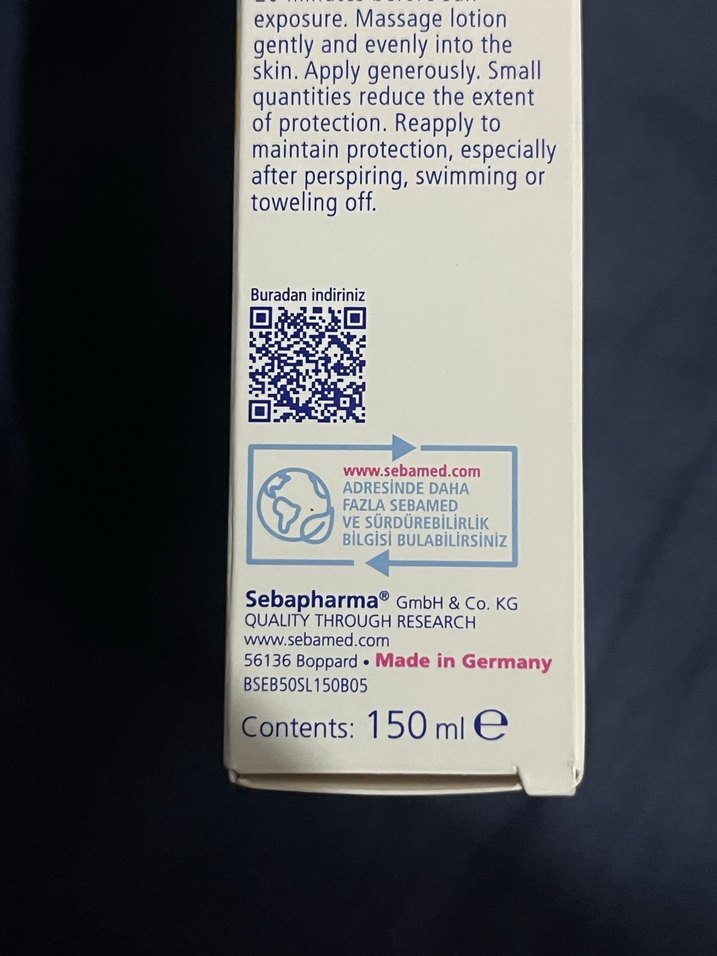 exposure. Massage lotion
gently and evenly into the
skin. Apply generously. Small
quantities reduce the extent
of protection. Reapply to
maintain protection, especially
after perspiring, swimming or
toweling off.
Buradan indiriniz
www.sebamed.com
ADRESİNDE DAHA
FAZLA SEBAMED
VE SÜRDÜREBİLİRLİK
BİLGİSİ BULABİLİRSİNİZ
Sebapharma® GmbH & Co. KG
QUALITY THROUGH RESEARCH
www.sebamed.com
56136 Boppard • Made in Germany
BSEB50SL150B05
Contents: 150 ml ℮